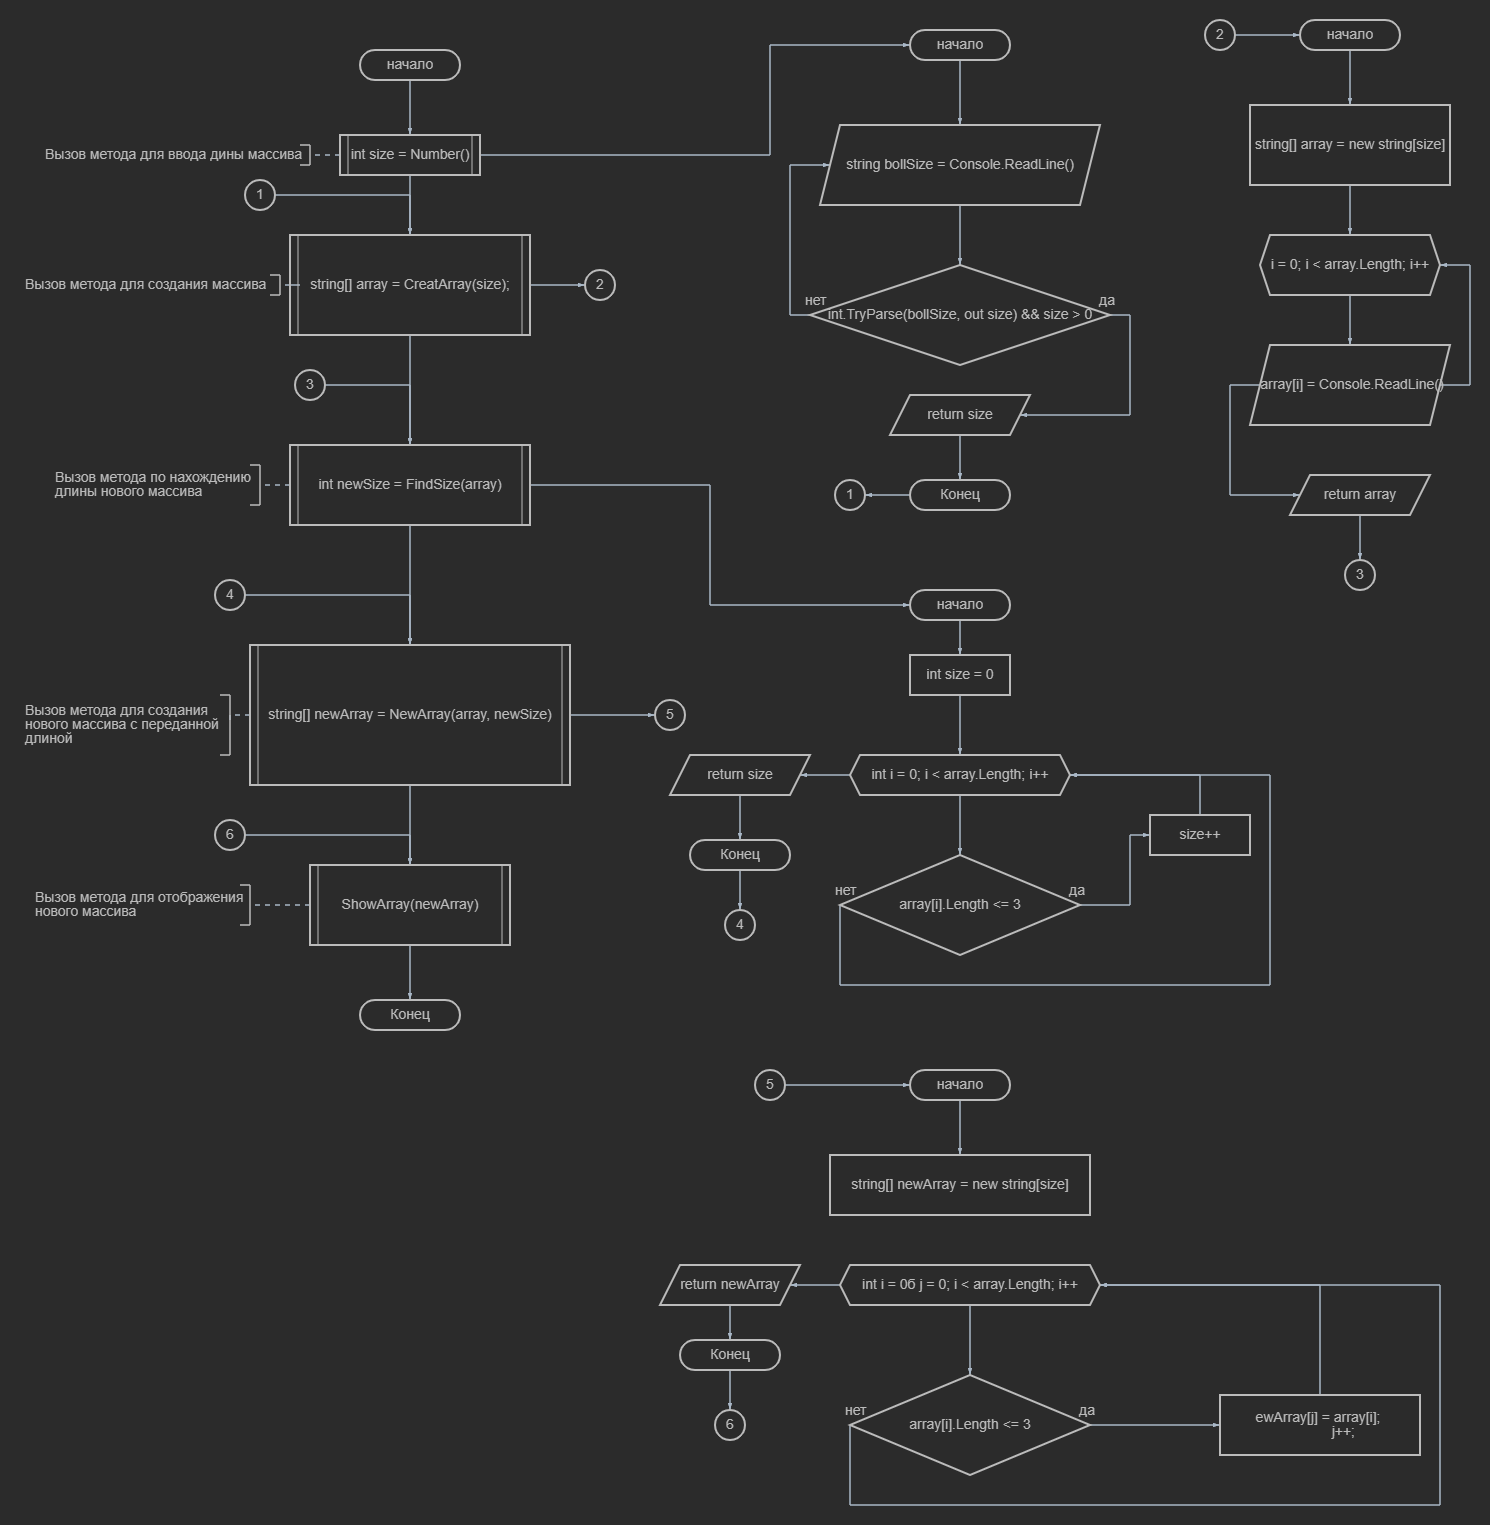 начало
Вызов метода для ввода дины массива
int size = Number()
1
Вызов метода для создания массива
string[] array = CreatArray(size);
2
3
Вызов метода по нахождению
длины нового массива
int newSize = FindSize(array)
4
Вызов метода для создания
нового массива с переданной
длиной
string[] newArray = NewArray(array, newSize)
5
6
Вызов метода для отображения
нового массива
ShowArray(newArray)
Конец
начало
string bollSize = Console.ReadLine()
нет
int.TryParse(bollSize, out size) && size > 0
да
return size
1
Конец
2
начало
string[] array = new string[size]
i = 0; i < array.Length; i++
array[i] = Console.ReadLine()
return array
3
начало
int size = 0
return size
int i = 0; i < array.Length; i++
size++
Конец
нет
array[i].Length <= 3
да
4
5
начало
string[] newArray = new string[size]
return newArray
int i = 0б j = 0; i < array.Length; i++
Конец
нет
array[i].Length <= 3
да
ewArray[j] = array[i];
j++;
6